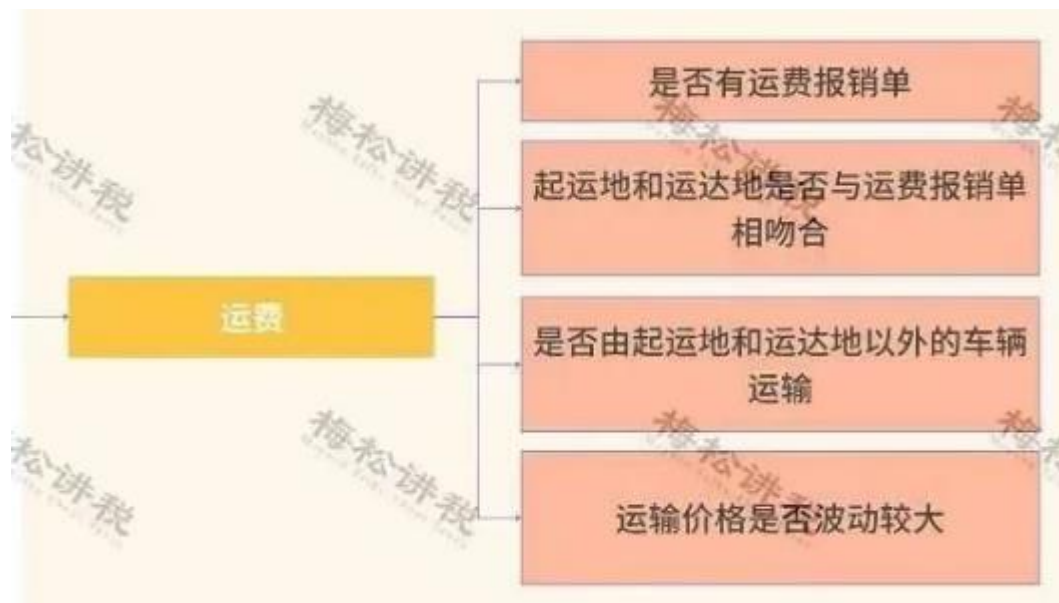 是否有运费报销单
起运地和运达地是否与运费报销单
相吻合
运费
是否由起运地和运达地以外的车辆
运输
运输价格是否波动较大
梅松讲税
梅松讲税
梅松讲税
梅松讲税